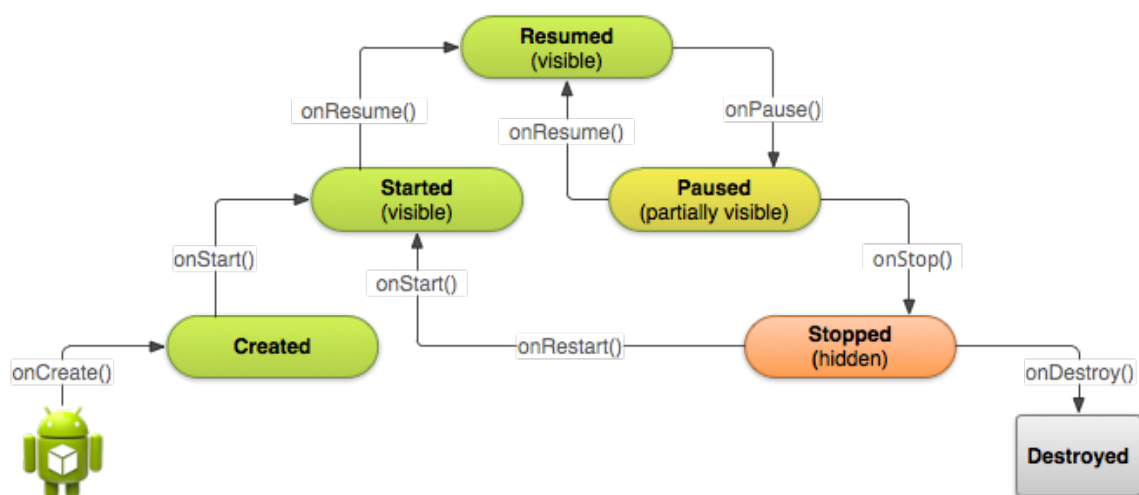 Resumed
(visible)
onResume()
onResume()
onPause()
Started
(visible)
Paused
(partially visible)
onStart()
onStart()
onStop()
Created
onRestart()
Stopped
(hidden)
onCreate()
onDestroy()
Destroyed